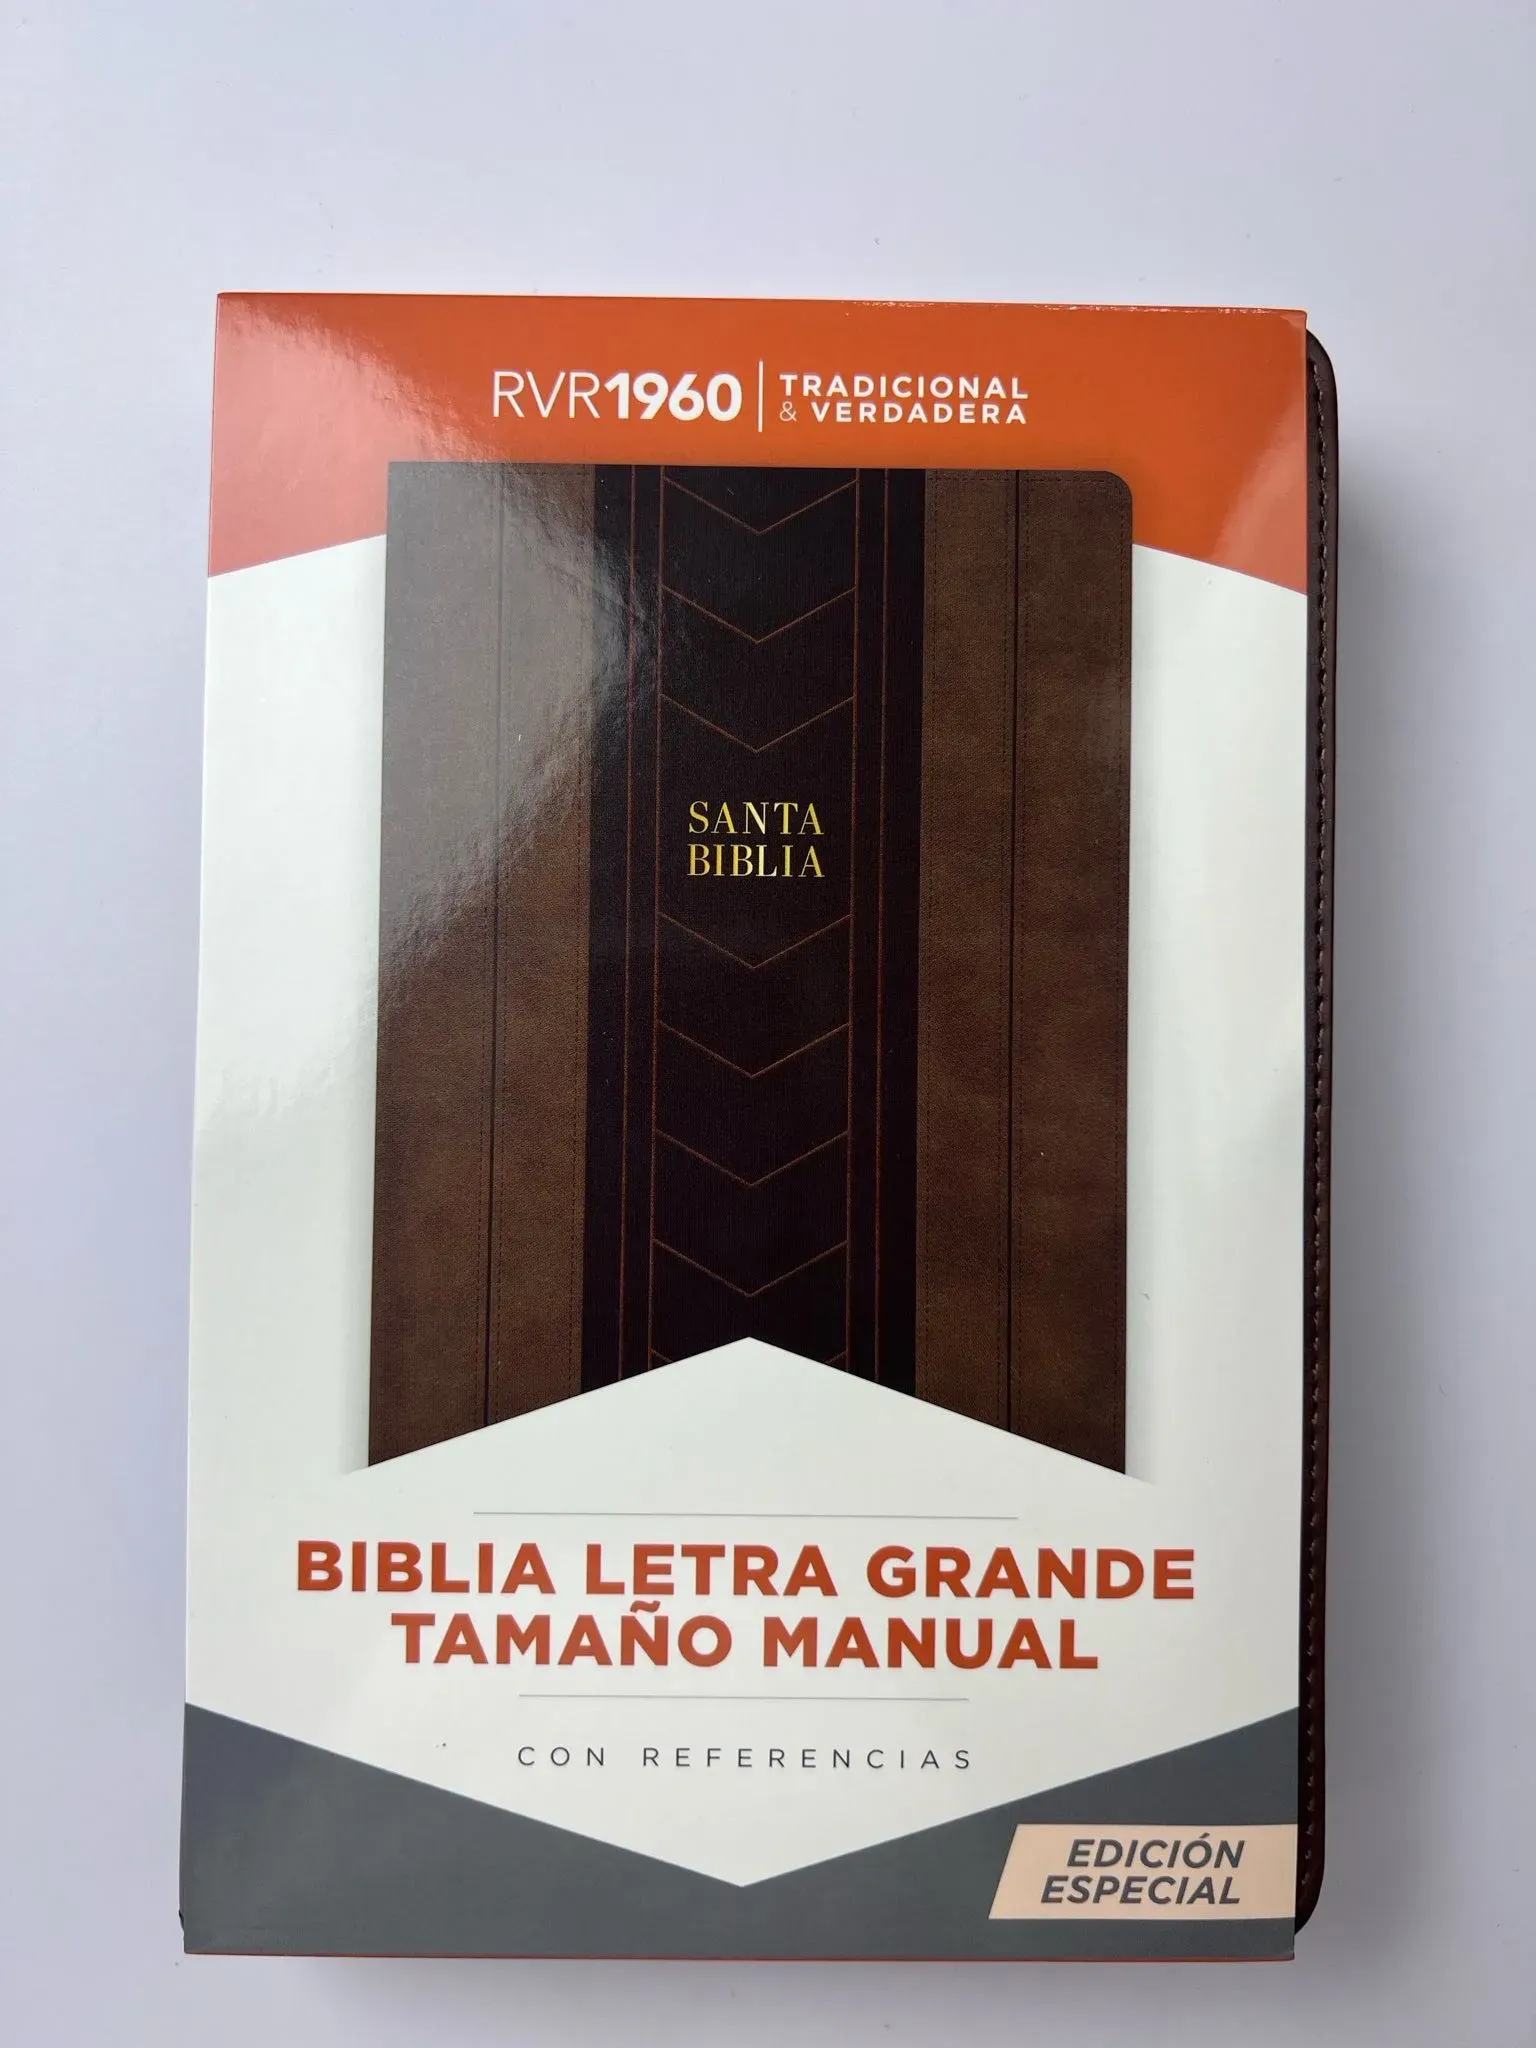 RVR1960
TRADICIONAL
& VERDADERA
SANTA
BIBLIA
BIBLIA LETRA GRANDE
TAMAÑO MANUAL
CON REFERENCIAS
EDICIÓN
ESPECIAL